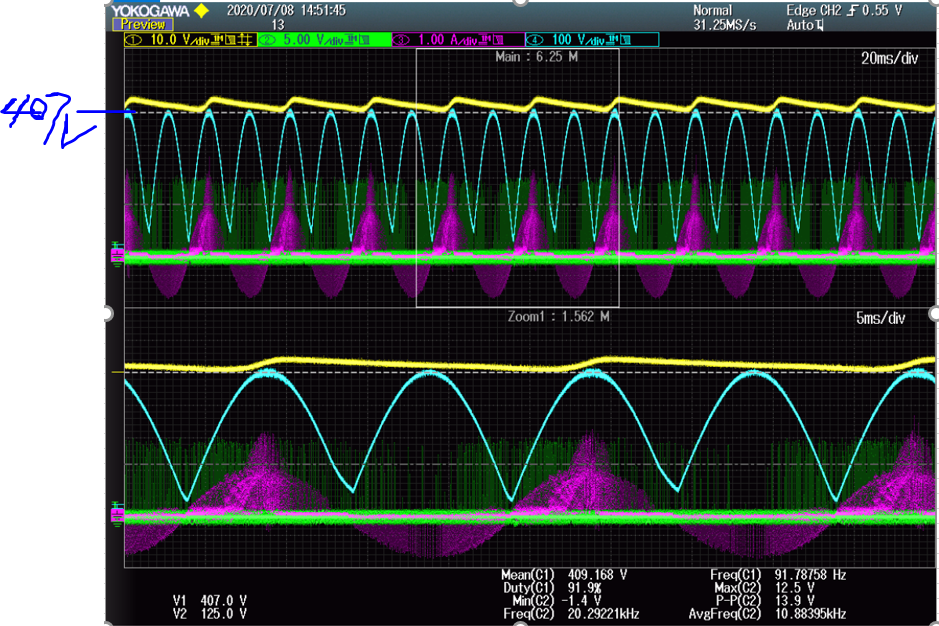 YOKOGAWA 2020/07/08 14:51:45 Normal Edge CH2 0.55 V
Preview 13 31.25MS/s Auto
1 10.0 V/div 2 5.00 V/div 3 1.00 A/div 4 100 V/div
Main : 6.25 M 20ms/div
407V
Zoom1 : 1.562 M 5ms/div
Mean(C1) 409.168 V Freq(C1) 91.78758 Hz
Duty(C1) 91.9% Max(C2) 12.5 V
V1 407.0 V Min(C2) -1.4 V P-P(C2) 13.9 V
V2 125.0 V Freq(C2) 20.29221kHz AvgFreq(C2) 10.88395kHz